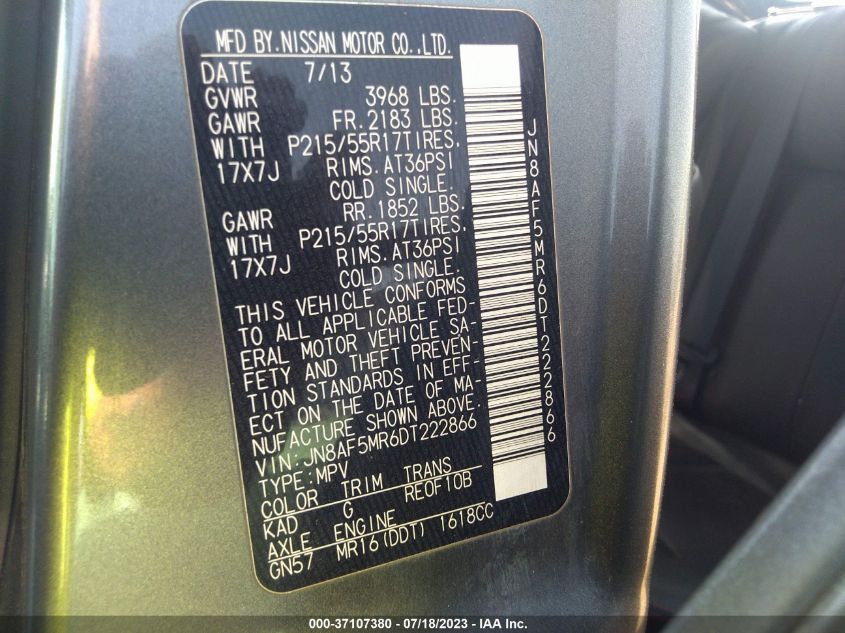 MFD BY.NISSAN MOTOR CO.,LTD.
DATE 7/13
GVWR 3968 LBS.
GAWR FR.2183 LBS.
WITH P215/55R17TIRES.
17X7J RIMS.AT36PSI
COLD SINGLE.
GAWR RR.1852 LBS.
WITH P215/55R17TIRES.
17X7J RIMS.AT36PSI
COLD SINGLE.
THIS VEHICLE CONFORMS
TO ALL APPLICABLE FED-
ERAL MOTOR VEHICLE SA-
FETY AND THEFT PREVEN-
TION STANDARDS IN EFF-
ECT ON THE DATE OF MA-
NUFACTURE SHOWN ABOVE.
VIN:JN8AF5MR6DT222866
TYPE:MPV
COLOR TRIM TRANS
KAD G RE0F10B
AXLE ENGINE
GN57 MR16(DDT) 1618CC
JN8AF5MR6DT222866
000-37107380 - 07/18/2023 - IAA Inc.